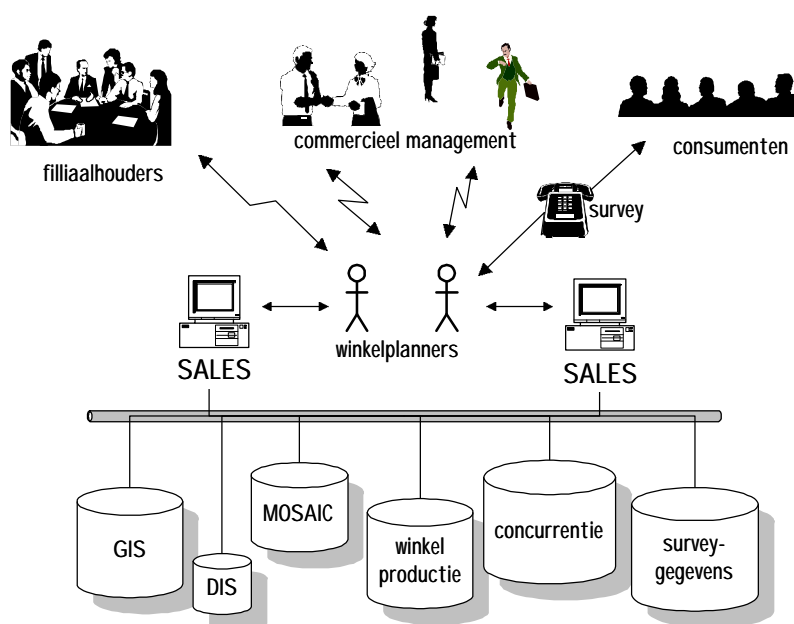 commercieel management
filliaalhouders
consumenten
survey
winkelplanners
SALES
SALES
GIS
DIS
MOSAIC
winkel
productie
concurrentie
survey-
gegevens